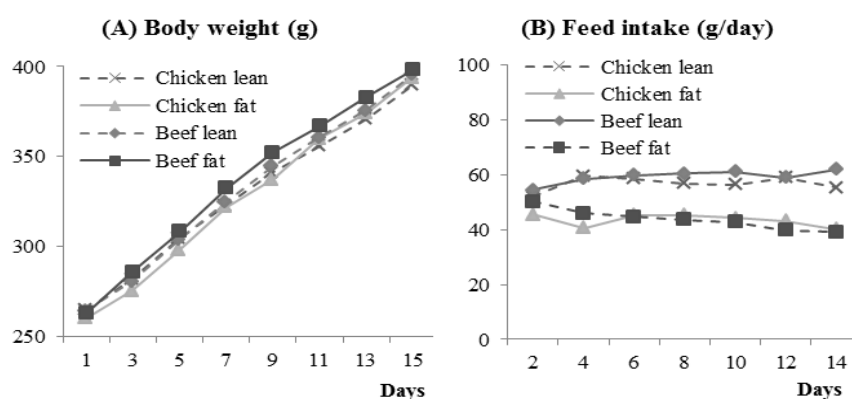 (A) Body weight (g)
400
350
300
250
Chicken lean
Chicken fat
Beef lean
Beef fat
1 3 5 7 9 11 13 15
Days
(B) Feed intake (g/day)
100
80
60
40
20
0
Chicken lean
Chicken fat
Beef lean
Beef fat
2 4 6 8 10 12 14
Days